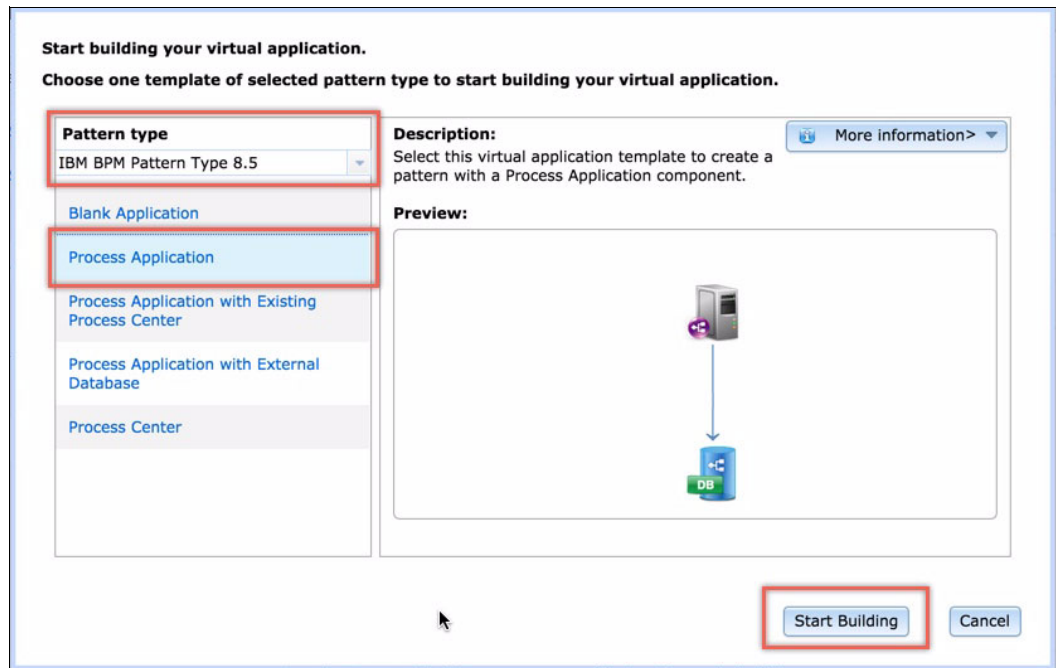 Start building your virtual application.
Choose one template of selected pattern type to start building your virtual application.
Pattern type
IBM BPM Pattern Type 8.5
Blank Application
Process Application
Process Application with Existing
Process Center
Process Application with External
Database
Process Center
Description:
More information>
Select this virtual application template to create a
pattern with a Process Application component.
Preview:
DB
Start Building
Cancel